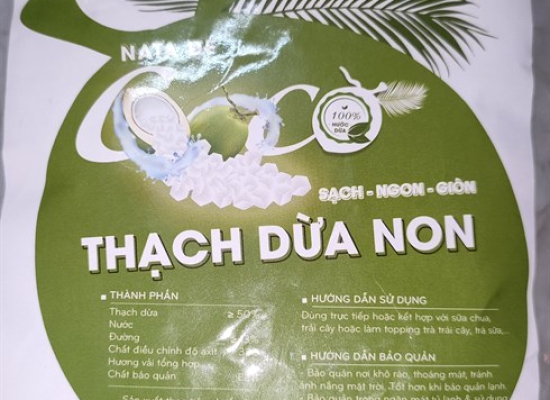 NATA DE
Coco
100%
NƯỚC
DỪA
SẠCH - NGON - GIÒN
THẠCH DỪA NON
THÀNH PHẦN
Thạch dừa ≥ 50
Nước
Đường
Chất điều chỉnh độ axit
Hương vải tổng hợp
Chất bảo quản
HƯỚNG DẪN SỬ DỤNG
Dùng trực tiếp hoặc kết hợp với sữa chua,
trái cây hoặc làm topping trà trái cây, trà sữa,...
HƯỚNG DẪN BẢO QUẢN
- Bảo quản nơi khô ráo, thoáng mát, tránh
ánh nắng mặt trời. Tốt hơn khi bảo quản lạnh.